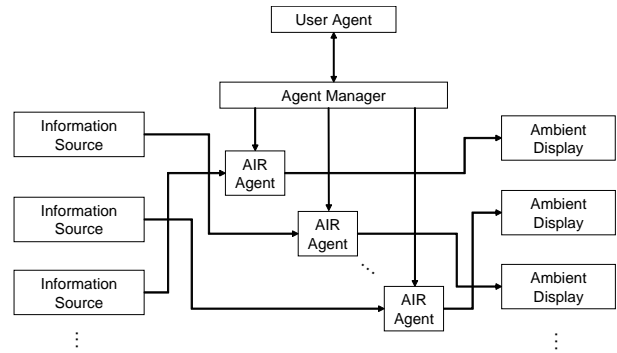 User Agent
Agent Manager
Information
Source
AIR
Agent
Ambient
Display
Information
Source
AIR
Agent
Ambient
Display
Information
Source
AIR
Agent
Ambient
Display